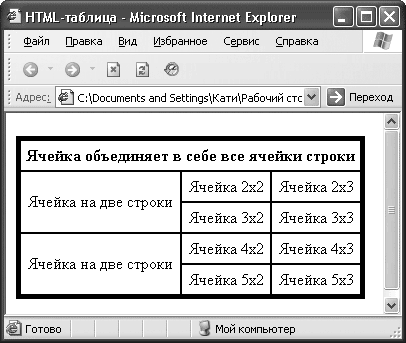 HTML-таблица - Microsoft Internet Explorer
Файл Правка Вид Избранное Сервис Справка
Адрес: C:\Documents and Settings\Кати\Рабочий сто Переход
Ячейка объединяет в себе все ячейки строки
Ячейка на две строки Ячейка 2x2 Ячейка 2x3
Ячейка 3x2 Ячейка 3x3
Ячейка на две строки Ячейка 4x2 Ячейка 4x3
Ячейка 5x2 Ячейка 5x3
Готово Мой компьютер